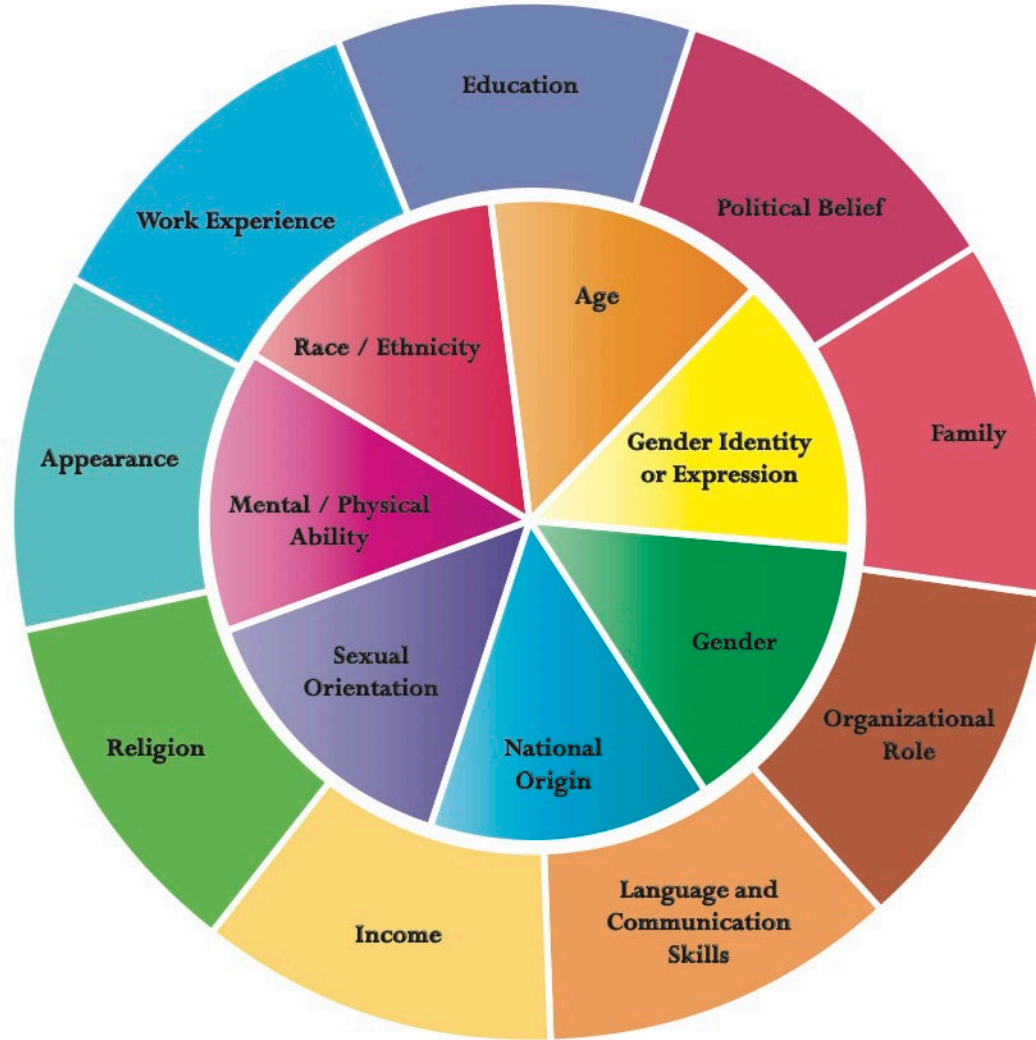 Education
Political Belief
Family
Organizational
Role
Language and
Communication
Skills
Income
Religion
Appearance
Work Experience
Age
Gender Identity
or Expression
Gender
National
Origin
Sexual
Orientation
Mental / Physical
Ability
Race / Ethnicity